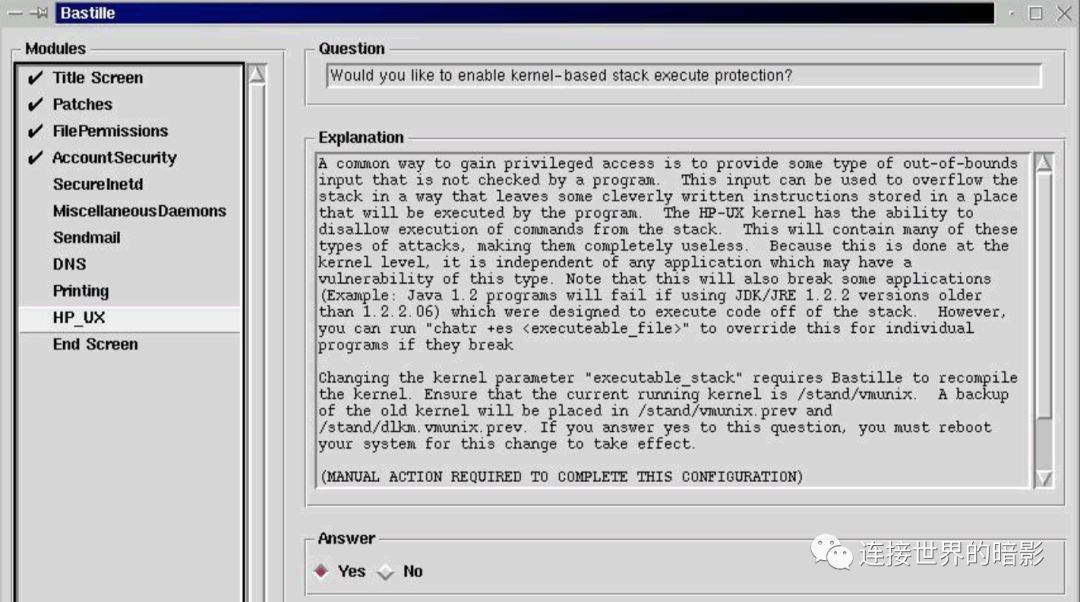 Bastille
Modules
Title Screen
Patches
FilePermissions
AccountSecurity
SecureInetd
MiscellaneousDaemons
Sendmail
DNS
Printing
HP_UX
End Screen
Question
Would you like to enable kernel-based stack execute protection?
Explanation
A common way to gain privileged access is to provide some type of out-of-bounds
input that is not checked by a program.  This input can be used to overflow the
stack in a way that leaves some cleverly written instructions stored in a place
that will be executed by the program.  The HP-UX kernel has the ability to
disallow execution of commands from the stack.  This will contain many of these
types of attacks, making them completely useless.  Because this is done at the
kernel level, it is independent of any application which may have a
vulnerability of this type. Note that this will also break some applications
(Example: Java 1.2 programs will fail if using JDK/JRE 1.2.2 versions older
than 1.2.2.06) which were designed to execute code off of the stack.  However,
you can run "chatr +es <executeable_file>" to override this for individual
programs if they break
Changing the kernel parameter "executable_stack" requires Bastille to recompile
the kernel. Ensure that the current running kernel is /stand/vmunix.  A backup
of the old kernel will be placed in /stand/vmunix.prev and
/stand/dlkm.vmunix.prev. If you answer yes to this question, you must reboot
your system for this change to take effect.
(MANUAL ACTION REQUIRED TO COMPLETE THIS CONFIGURATION)
Answer
Yes No
连接世界的暗影